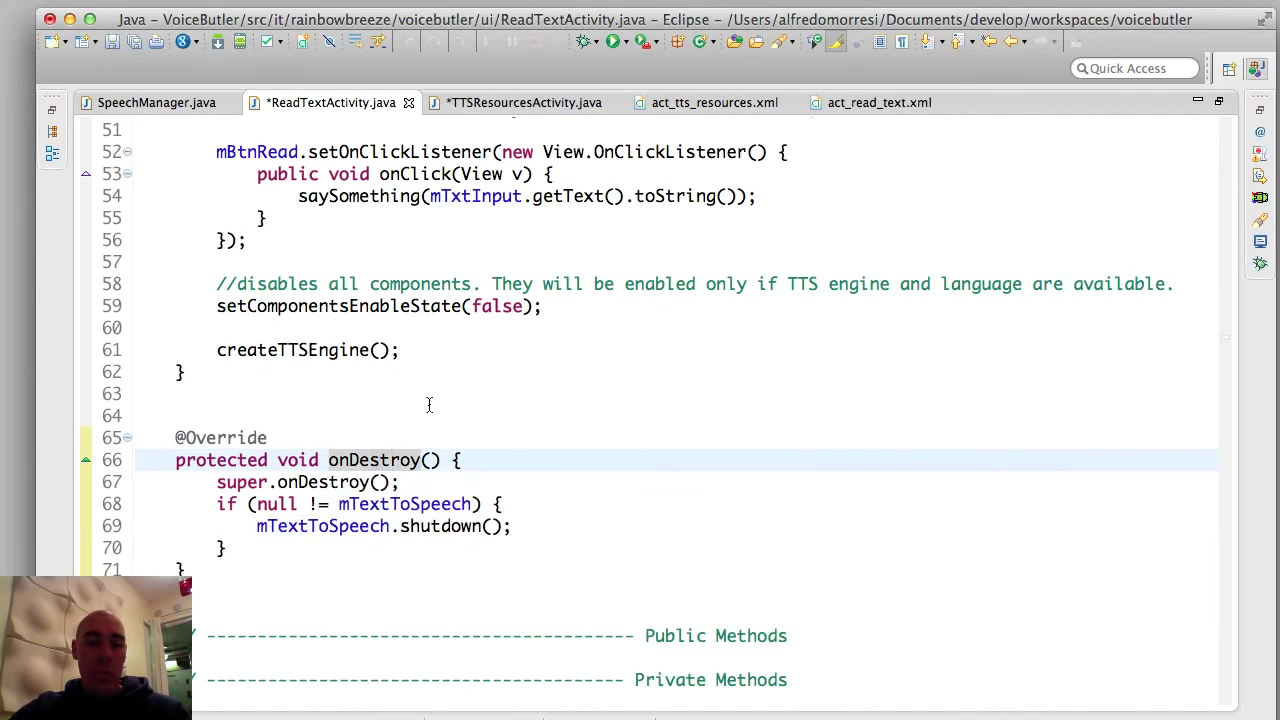 Java – VoiceButler/src/it/rainbowbreeze/voicebutler/ui/ReadTextActivity.java – Eclipse – /Users/alfredomorresi/Documents/develop/workspaces/voicebutler
Quick Access
SpeechManager.java *ReadTextActivity.java *TTSResourcesActivity.java act_tts_resources.xml act_read_text.xml
51
52 mBtnRead.setOnClickListener(new View.OnClickListener() {
53 public void onClick(View v) {
54 saySomething(mTxtInput.getText().toString());
55 }
56 });
57
58 //disables all components. They will be enabled only if TTS engine and language are available.
59 setComponentsEnableState(false);
60
61 createTTSEngine();
62 }
63
64
65 @Override
66 protected void onDestroy() {
67 super.onDestroy();
68 if (null != mTextToSpeech) {
69 mTextToSpeech.shutdown();
70 }
71 }
/ ------------------------------------------ Public Methods
/ ----------------------------------------- Private Methods